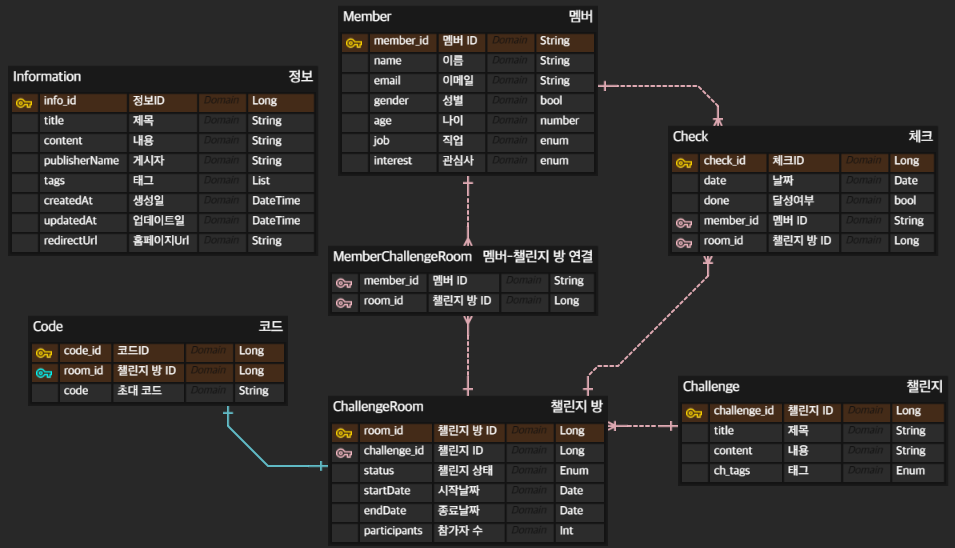 Member 멤버
member_id 멤버 ID Domain String
name 이름 Domain String
email 이메일 Domain String
gender 성별 Domain bool
age 나이 Domain number
job 직업 Domain enum
interest 관심사 Domain enum
Information 정보
info_id 정보ID Domain Long
title 제목 Domain String
content 내용 Domain String
publisherName 게시자 Domain String
tags 태그 Domain List
createdAt 생성일 Domain DateTime
updatedAt 업데이트일 Domain DateTime
redirectUrl 홈페이지Url Domain String
Check 체크
check_id 체크ID Domain Long
date 날짜 Domain Date
done 달성여부 Domain bool
member_id 멤버 ID Domain String
room_id 챌린지 방 ID Domain Long
MemberChallengeRoom 멤버-챌린지 방 연결
member_id 멤버 ID Domain String
room_id 챌린지 방 ID Domain Long
Code 코드
code_id 코드ID Domain Long
room_id 챌린지 방 ID Domain Long
code 초대 코드 Domain String
ChallengeRoom 챌린지 방
room_id 챌린지 방 ID Domain Long
challenge_id 챌린지 ID Domain Long
status 챌린지 상태 Domain Enum
startDate 시작날짜 Domain Date
endDate 종료날짜 Domain Date
participants 참가자 수 Domain Int
Challenge 챌린지
challenge_id 챌린지 ID Domain Long
title 제목 Domain String
content 내용 Domain String
ch_tags 태그 Domain Enum